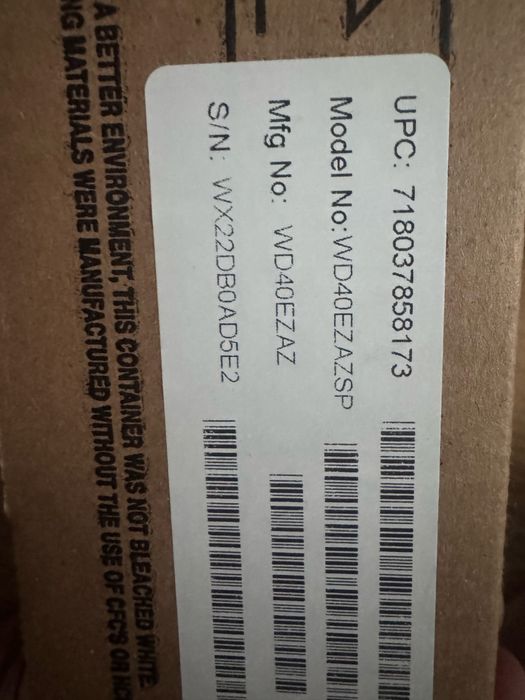 UPC: 718037858173
Model No:WD40EZAZSP
Mfg No: WD40EZAZ
S/N: WX22DB0AD5E2
A BETTER ENVIRONMENT, THIS CONTAINER WAS NOT BLEACHED WHITE
MATERIALS WERE MANUFACTURED WITHOUT THE USE OF CFC'S OR